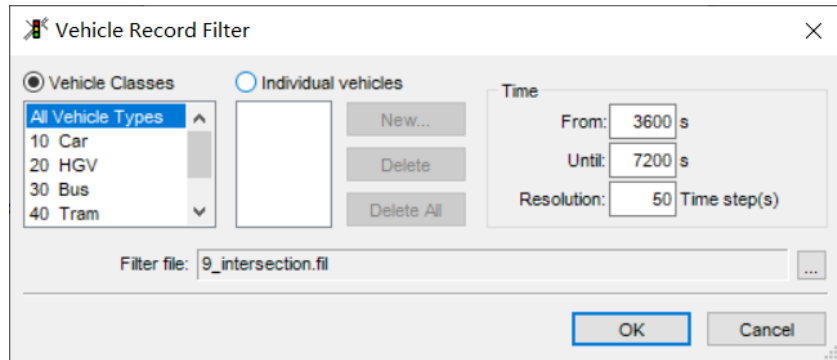 Vehicle Record Filter
Vehicle Classes
Individual vehicles
All Vehicle Types
10 Car
20 HGV
30 Bus
40 Tram
New...
Delete
Delete All
Time
From: 3600 s
Until: 7200 s
Resolution: 50 Time step(s)
Filter file: 9_intersection.fil ...
OK Cancel